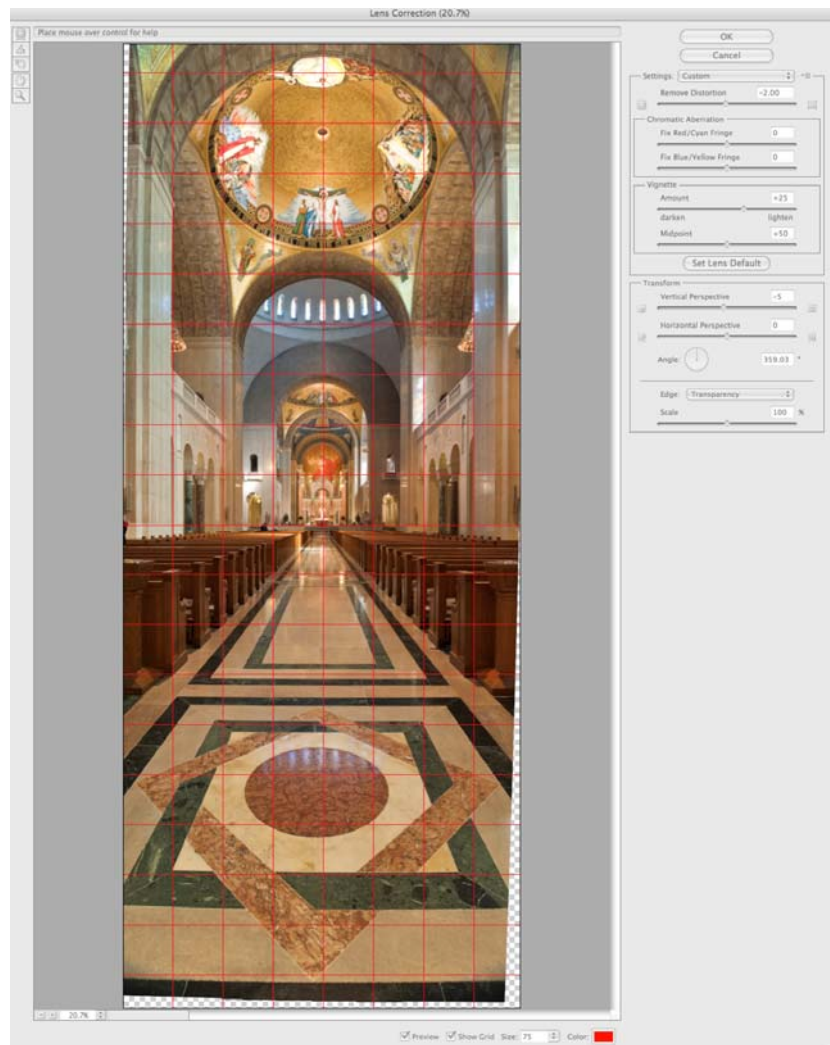 Lens Correction (20.7%)
Place mouse over control for help
OK
Cancel
Settings: Custom
Remove Distortion -2.00
Chromatic Aberration
Fix Red/Cyan Fringe 0
Fix Blue/Yellow Fringe 0
Vignette
Amount +25
darken lighten
Midpoint +50
Set Lens Default
Transform
Vertical Perspective -5
Horizontal Perspective 0
Angle: 359.03 °
Edge: Transparency
Scale 100 %
20.7%
Preview Show Grid Size: 75 Color: